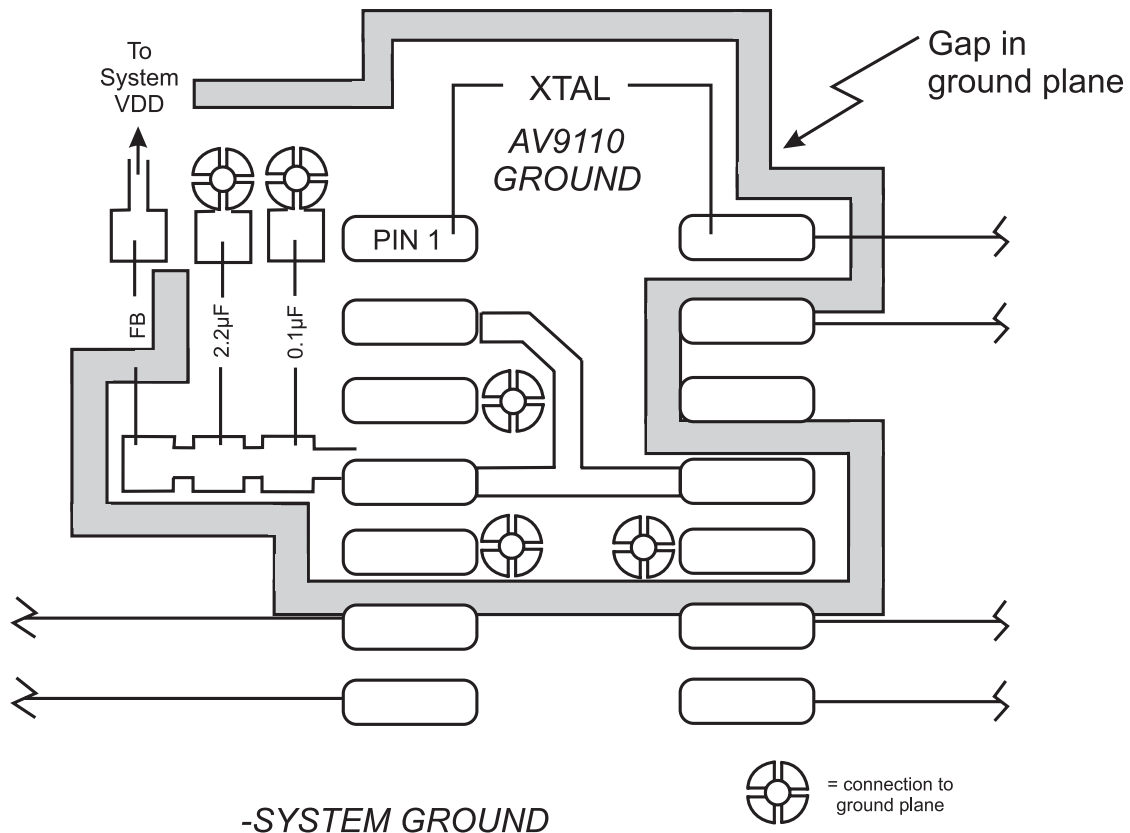 To
System
VDD
Gap in
ground plane
XTAL
AV9110
GROUND
PIN 1
FB
2.2µF
0.1µF
= connection to
ground plane
-SYSTEM GROUND